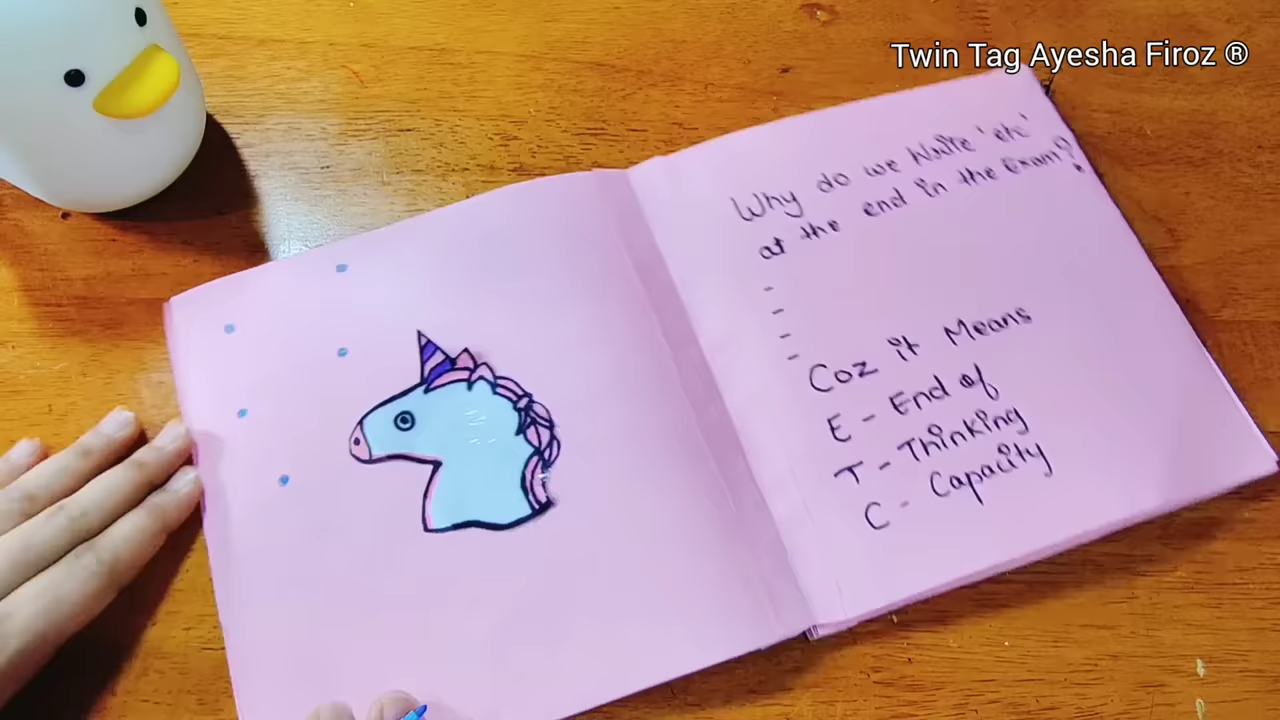 Twin Tag Ayesha Firoz ®
Why do we Write 'etc'
at the end in the Exam?
-
-
-
-
Coz it Means
E - End of
T - Thinking
C - Capacity